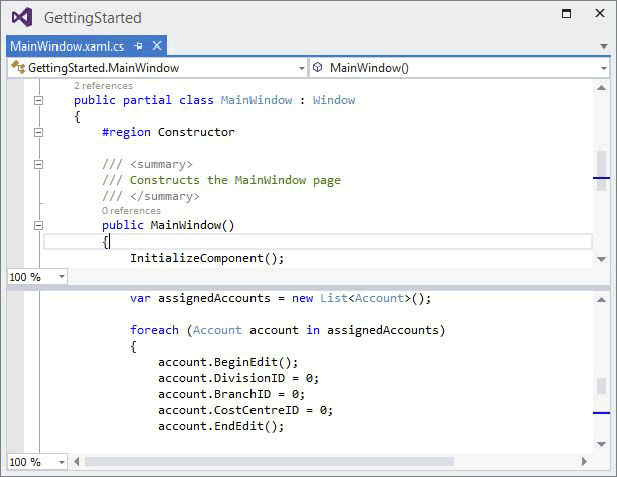 GettingStarted
MainWindow.xaml.cs
GettingStarted.MainWindow
MainWindow()
2 references
public partial class MainWindow : Window
{
#region Constructor
/// <summary>
/// Constructs the MainWindow page
/// </summary>
0 references
public MainWindow()
{
InitializeComponent();
100 %
var assignedAccounts = new List<Account>();
foreach (Account account in assignedAccounts)
{
account.BeginEdit();
account.DivisionID = 0;
account.BranchID = 0;
account.CostCentreID = 0;
account.EndEdit();
100 %